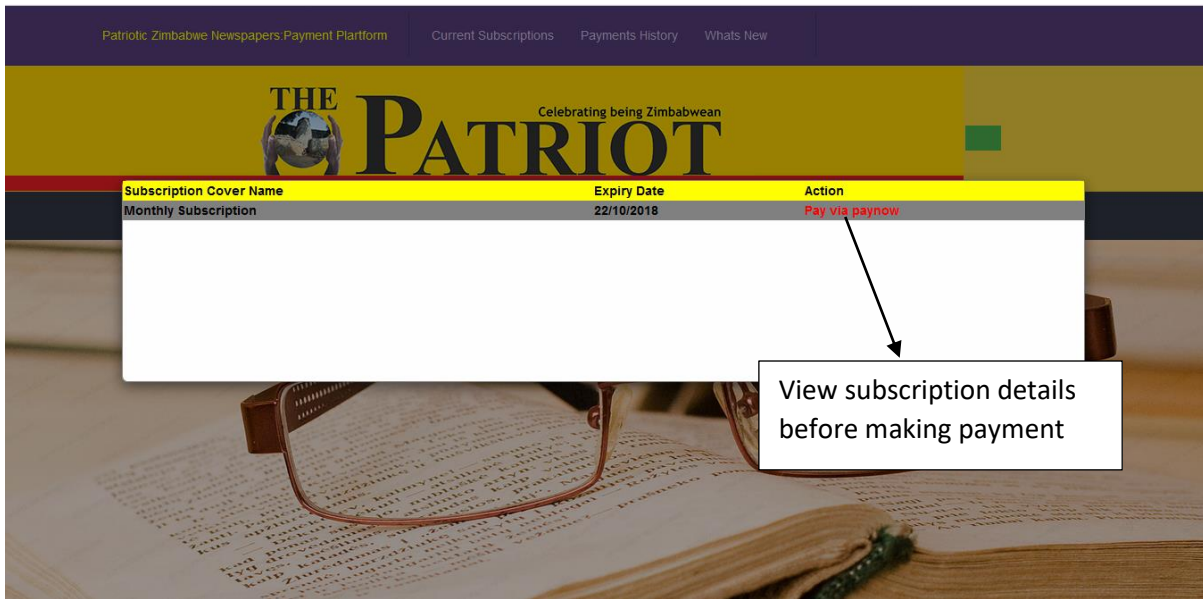 Patriotic Zimbabwe Newspapers:Payment Plartform Current Subscriptions Payments History Whats New
THE
PATRIOT
Celebrating being Zimbabwean
Subscription Cover Name Expiry Date Action
Monthly Subscription 22/10/2018 Pay via paynow
View subscription details
before making payment